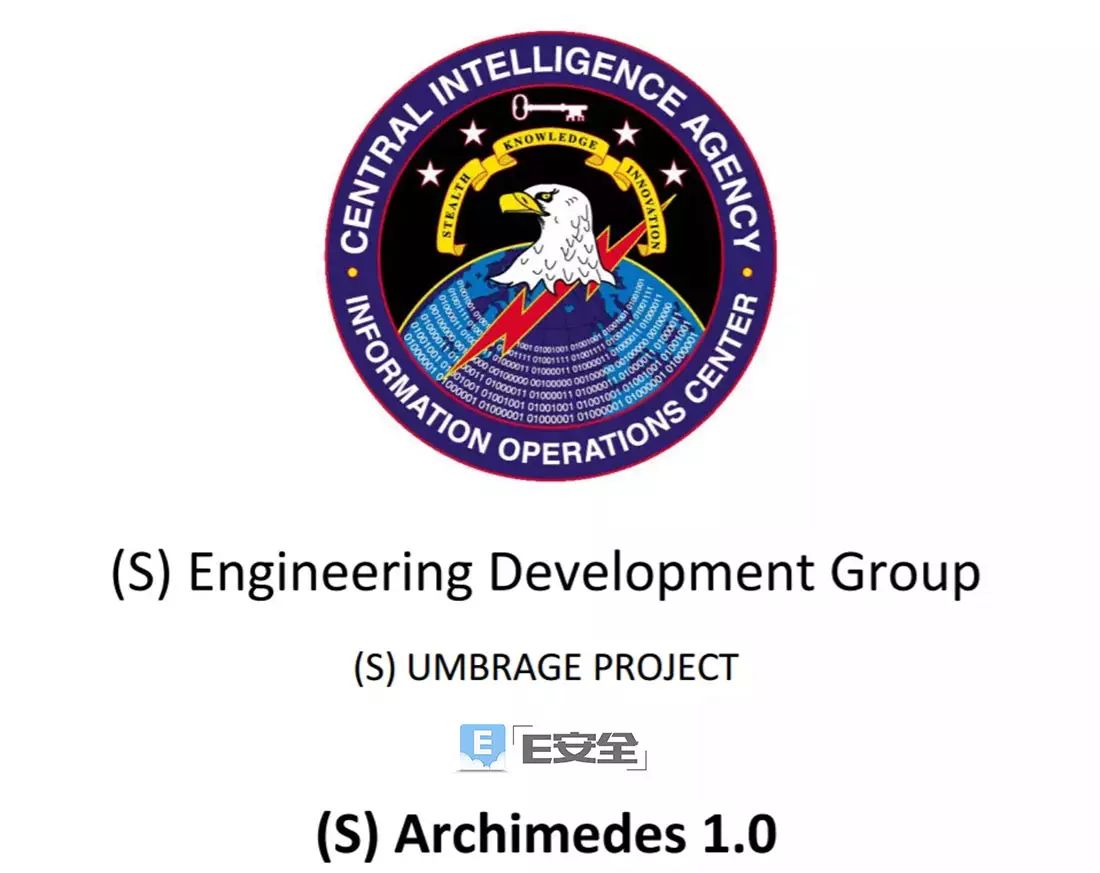 CENTRAL INTELLIGENCE AGENCY
STEALTH
KNOWLEDGE
INNOVATION
INFORMATION OPERATIONS CENTER
(S) Engineering Development Group
(S) UMBRAGE PROJECT
E E安全
(S) Archimedes 1.0